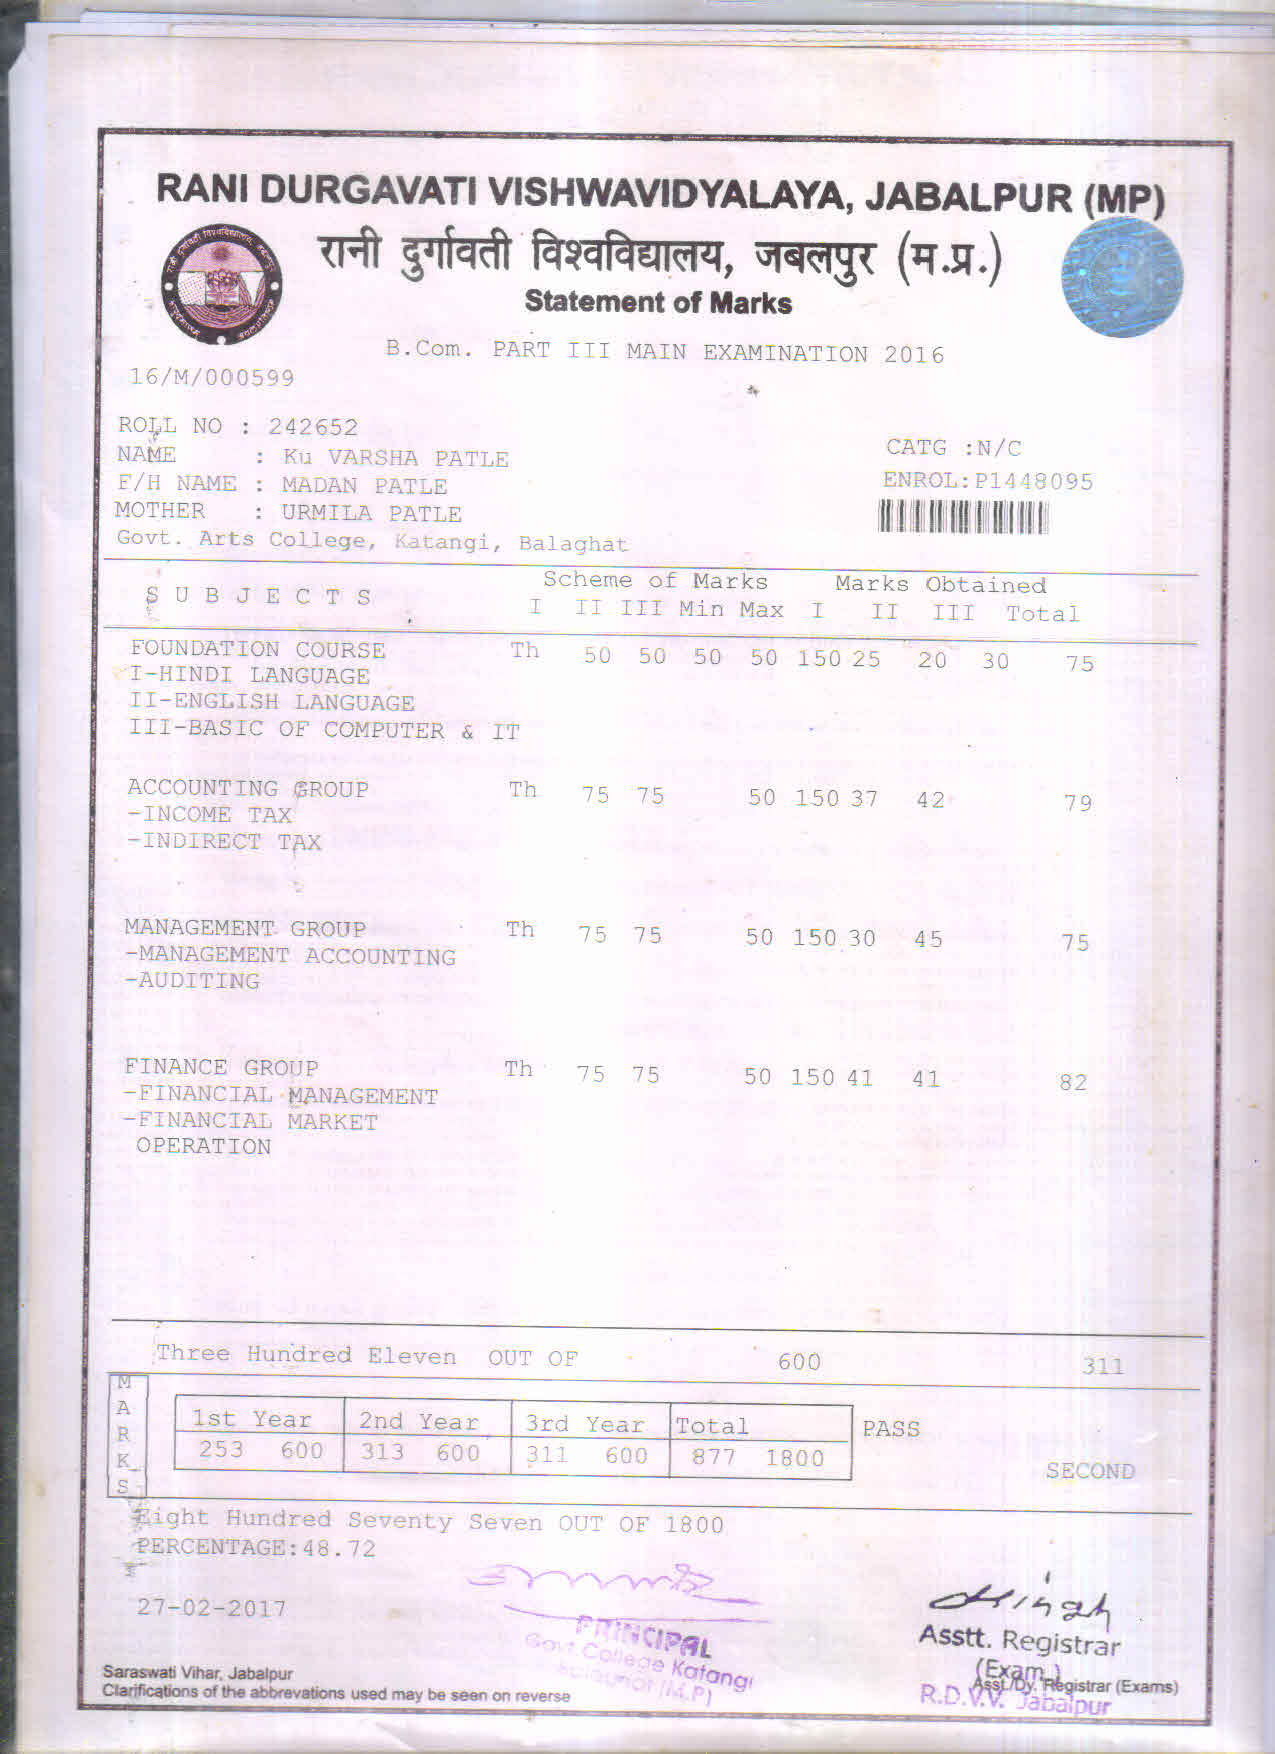 RANI DURGAVATI VISHWAVIDYALAYA, JABALPUR (MP)
रानी दुर्गावती विश्वविद्यालय, जबलपुर (म.प्र.)
Statement of Marks
B.Com. PART III MAIN EXAMINATION 2016
16/M/000599
ROLL NO : 242652
CATG :N/C
NAME : Ku VARSHA PATLE
ENROL:P1448095
F/H NAME : MADAN PATLE
MOTHER : URMILA PATLE
Govt. Arts College, Katangi, Balaghat
Scheme of Marks Marks Obtained
S U B J E C T S I II III Min Max I II III Total
FOUNDATION COURSE Th 50 50 50 50 150 25 20 30 75
I-HINDI LANGUAGE
II-ENGLISH LANGUAGE
III-BASIC OF COMPUTER & IT
ACCOUNTING GROUP Th 75 75 50 150 37 42 79
-INCOME TAX
-INDIRECT TAX
MANAGEMENT GROUP Th 75 75 50 150 30 45 75
-MANAGEMENT ACCOUNTING
-AUDITING
FINANCE GROUP Th 75 75 50 150 41 41 82
-FINANCIAL MANAGEMENT
-FINANCIAL MARKET
OPERATION
Three Hundred Eleven OUT OF 600 311
MARKS
1st Year 2nd Year 3rd Year Total PASS
253 600 313 600 311 600 877 1800
SECOND
Eight Hundred Seventy Seven OUT OF 1800
PERCENTAGE:48.72
27-02-2017
PRINCIPAL
Govt College Katangi
(M.P)
Asstt. Registrar
(Exam.)
R.D.V.V. Jabalpur
Saraswati Vihar, Jabalpur
Asst./Dy. Registrar (Exams)
Clarifications of the abbrevations used may be seen on reverse